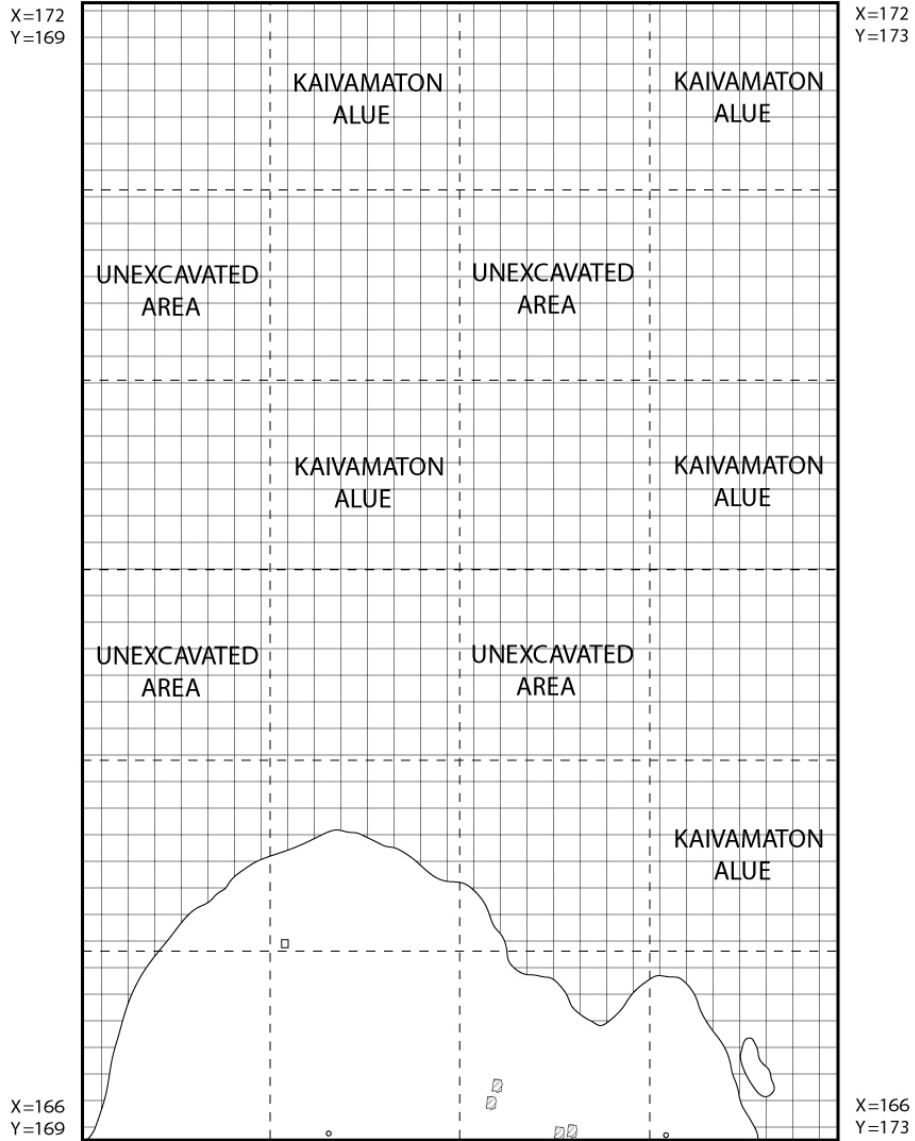 X=172
Y=169
X=172
Y=173
KAIVAMATON
ALUE
KAIVAMATON
ALUE
UNEXCAVATED
AREA
UNEXCAVATED
AREA
KAIVAMATON
ALUE
KAIVAMATON
ALUE
UNEXCAVATED
AREA
UNEXCAVATED
AREA
KAIVAMATON
ALUE
X=166
Y=169
X=166
Y=173